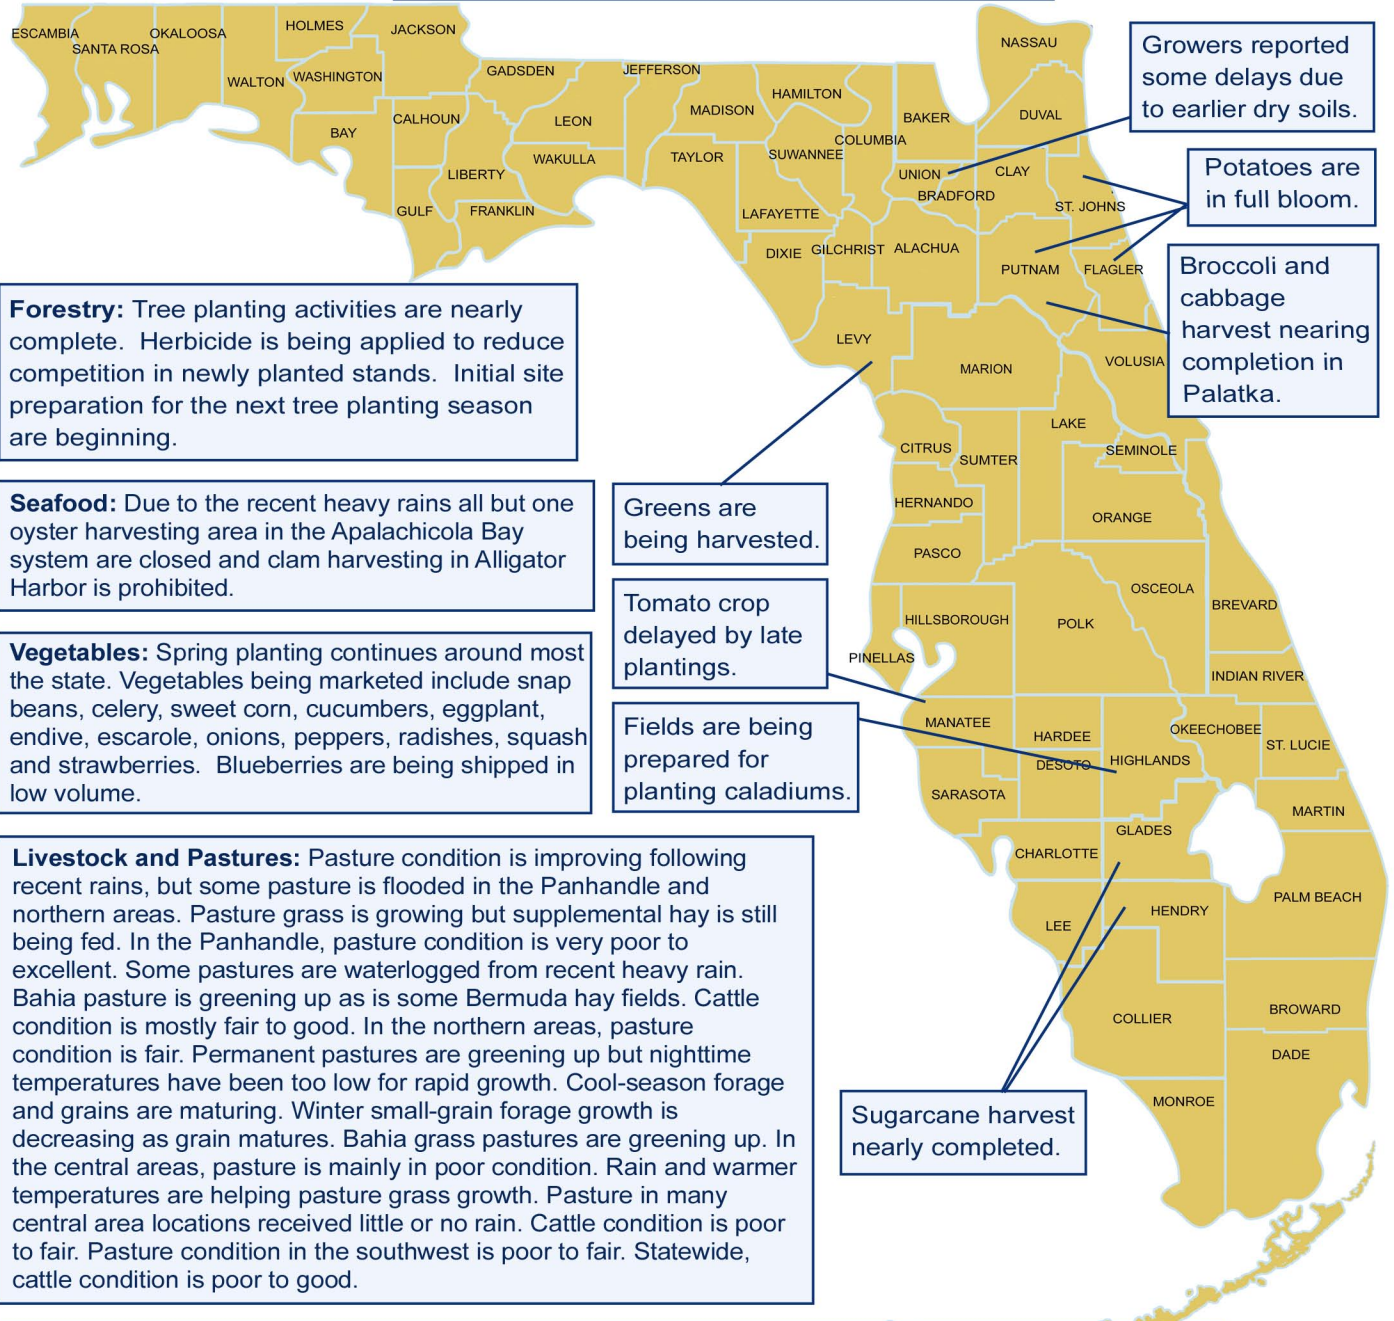 ESCAMBIA
SANTA ROSA
OKALOOSA
HOLMES
JACKSON
WALTON
WASHINGTON
BAY
CALHOUN
GADSDEN
LEON
JEFFERSON
MADISON
HAMILTON
LIBERTY
WAKULLA
GULF
FRANKLIN
TAYLOR
SUWANNEE
COLUMBIA
BAKER
NASSAU
DUVAL
UNION
BRADFORD
CLAY
ST. JOHNS
LAFAYETTE
DIXIE
GILCHRIST
ALACHUA
PUTNAM
FLAGLER
Growers reported
some delays due
to earlier dry soils.
Potatoes are
in full bloom.
Broccoli and
cabbage
harvest nearing
completion in
Palatka.
Forestry: Tree planting activities are nearly
complete.  Herbicide is being applied to reduce
competition in newly planted stands.  Initial site
preparation for the next tree planting season
are beginning.
Seafood: Due to the recent heavy rains all but one
oyster harvesting area in the Apalachicola Bay
system are closed and clam harvesting in Alligator
Harbor is prohibited.
Vegetables: Spring planting continues around most
the state. Vegetables being marketed include snap
beans, celery, sweet corn, cucumbers, eggplant,
endive, escarole, onions, peppers, radishes, squash
and strawberries.  Blueberries are being shipped in
low volume.
Livestock and Pastures: Pasture condition is improving following
recent rains, but some pasture is flooded in the Panhandle and
northern areas. Pasture grass is growing but supplemental hay is still
being fed. In the Panhandle, pasture condition is very poor to
excellent. Some pastures are waterlogged from recent heavy rain.
Bahia pasture is greening up as is some Bermuda hay fields. Cattle
condition is mostly fair to good. In the northern areas, pasture
condition is fair. Permanent pastures are greening up but nighttime
temperatures have been too low for rapid growth. Cool-season forage
and grains are maturing. Winter small-grain forage growth is
decreasing as grain matures. Bahia grass pastures are greening up. In
the central areas, pasture is mainly in poor condition. Rain and warmer
temperatures are helping pasture grass growth. Pasture in many
central area locations received little or no rain. Cattle condition is poor
to fair. Pasture condition in the southwest is poor to fair. Statewide,
cattle condition is poor to good.
Greens are
being harvested.
Tomato crop
delayed by late
plantings.
Fields are being
prepared for
planting caladiums.
Sugarcane harvest
nearly completed.
LEVY
MARION
VOLUSIA
CITRUS
SUMTER
LAKE
SEMINOLE
HERNANDO
ORANGE
PASCO
OSCEOLA
BREVARD
HILLSBOROUGH
POLK
PINELLAS
INDIAN RIVER
MANATEE
HARDEE
OKEECHOBEE
ST. LUCIE
DESOTO
HIGHLANDS
SARASOTA
MARTIN
GLADES
CHARLOTTE
PALM BEACH
LEE
HENDRY
COLLIER
BROWARD
DADE
MONROE